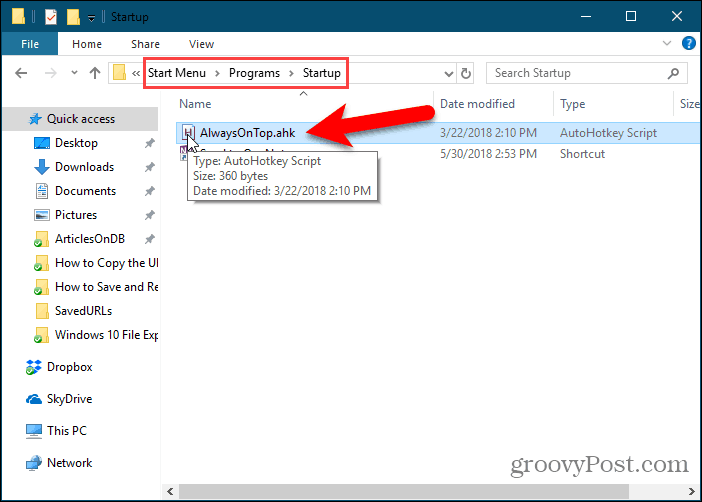 Startup
File Home Share View
« Start Menu > Programs > Startup
Search Startup
Name Date modified Type Siz
Quick access
AlwaysOnTop.ahk 3/22/2018 2:10 PM AutoHotkey Script
5/30/2018 2:53 PM Shortcut
Type: AutoHotkey Script
Size: 360 bytes
Date modified: 3/22/2018 2:10 PM
Desktop
Downloads
Documents
Pictures
ArticlesOnDB
How to Copy the Ul
How to Save and Re
SavedURLs
Windows 10 File Exp
Dropbox
SkyDrive
This PC
Network
groovyPost.com